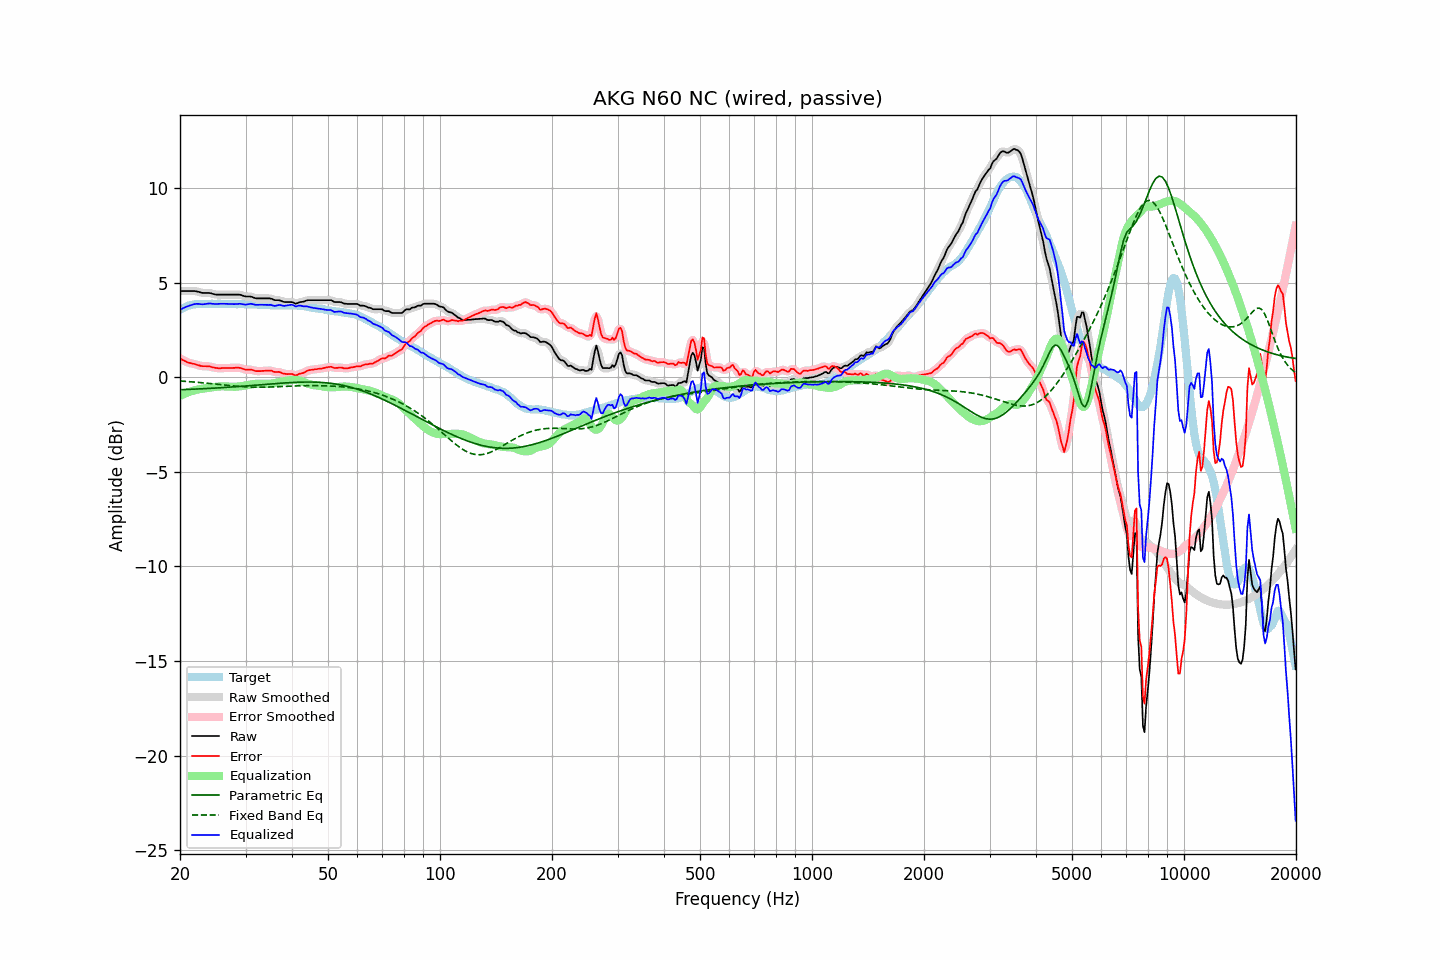 AKG N60 NC (wired, passive)
Amplitude (dBr)
10
5
0
−5
−10
−15
−20
−25
Target
Raw Smoothed
Error Smoothed
Raw
Error
Equalization
Parametric Eq
Fixed Band Eq
Equalized
20 50 100 200 500 1000 2000 5000 10000 20000
Frequency (Hz)